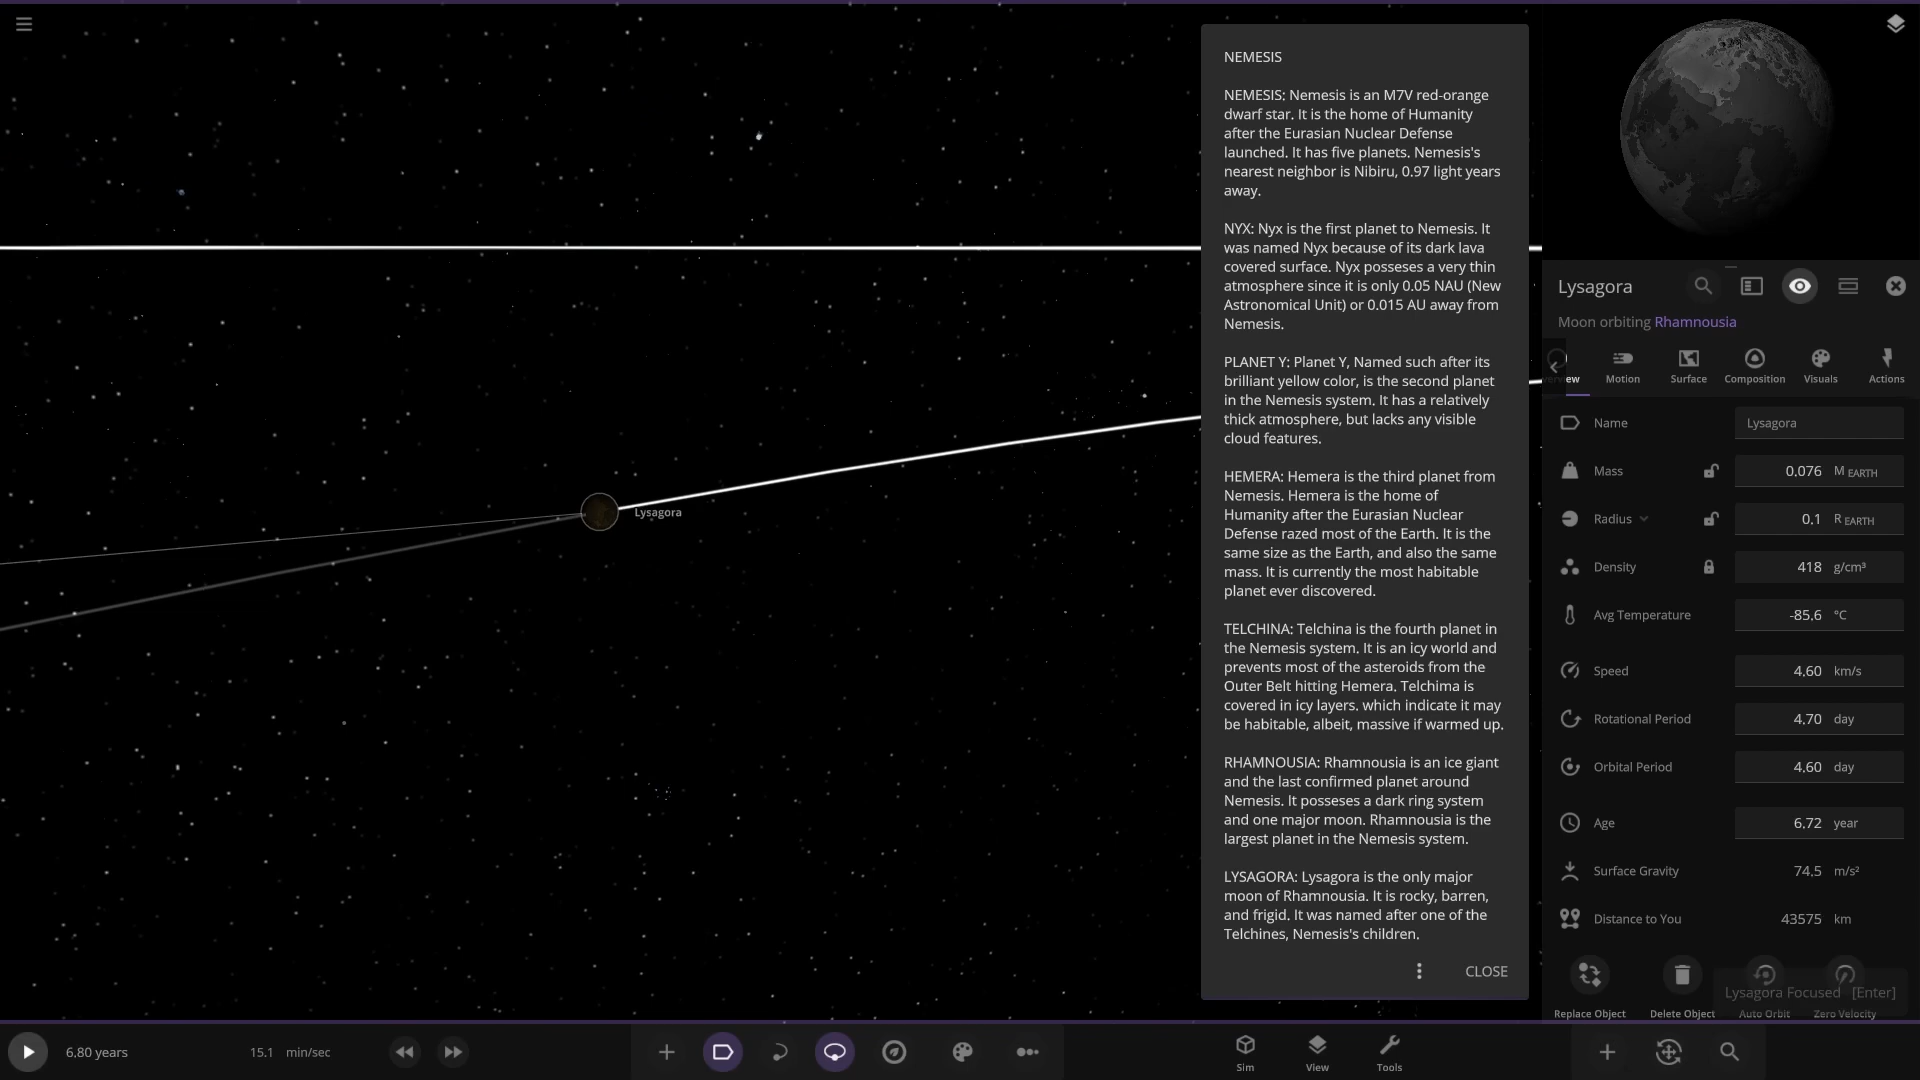 NEMESIS
NEMESIS: Nemesis is an M7V red-orange
dwarf star. It is the home of Humanity
after the Eurasian Nuclear Defense
launched. It has five planets. Nemesis's
nearest neighbor is Nibiru, 0.97 light years
away.
NYX: Nyx is the first planet to Nemesis. It
was named Nyx because of its dark lava
covered surface. Nyx posseses a very thin
atmosphere since it is only 0.05 NAU (New
Astronomical Unit) or 0.015 AU away from
Nemesis.
PLANET Y: Planet Y, Named such after its
brilliant yellow color, is the second planet
in the Nemesis system. It has a relatively
thick atmosphere, but lacks any visible
cloud features.
HEMERA: Hemera is the third planet from
Nemesis. Hemera is the home of
Humanity after the Eurasian Nuclear
Defense razed most of the Earth. It is the
same size as the Earth, and also the same
mass. It is currently the most habitable
planet ever discovered.
TELCHINA: Telchina is the fourth planet in
the Nemesis system. It is an icy world and
prevents most of the asteroids from the
Outer Belt hitting Hemera. Telchima is
covered in icy layers. which indicate it may
be habitable, albeit, massive if warmed up.
RHAMNOUSIA: Rhamnousia is an ice giant
and the last confirmed planet around
Nemesis. It posseses a dark ring system
and one major moon. Rhamnousia is the
largest planet in the Nemesis system.
LYSAGORA: Lysagora is the only major
moon of Rhamnousia. It is rocky, barren,
and frigid. It was named after one of the
Telchines, Nemesis's children.
CLOSE
Lysagora
Lysagora
Moon orbiting Rhamnousia
Motion Surface Composition Visuals Actions
Name Lysagora
Mass 0.076 M EARTH
Radius 0.1 R EARTH
Density 418 g/cm³
Avg Temperature -85.6 °C
Speed 4.60 km/s
Rotational Period 4.70 day
Orbital Period 4.60 day
Age 6.72 year
Surface Gravity 74.5 m/s²
Distance to You 43575 km
Lysagora Focused [Enter]
Replace Object Delete Object Auto Orbit Zero Velocity
6.80 years 15.1 min/sec
Sim View Tools